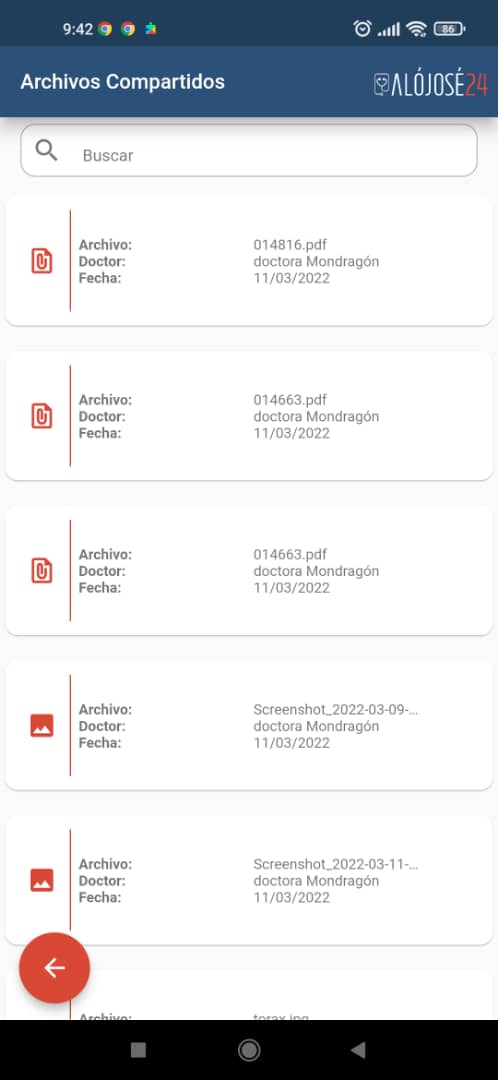 9:42
86
Archivos Compartidos
ALÓJOSÉ24
Buscar
Archivo: 014816.pdf
Doctor: doctora Mondragón
Fecha: 11/03/2022
Archivo: 014663.pdf
Doctor: doctora Mondragón
Fecha: 11/03/2022
Archivo: 014663.pdf
Doctor: doctora Mondragón
Fecha: 11/03/2022
Archivo: Screenshot_2022-03-09-...
Doctor: doctora Mondragón
Fecha: 11/03/2022
Archivo: Screenshot_2022-03-11-...
Doctor: doctora Mondragón
Fecha: 11/03/2022
Archivo: torax.jpg